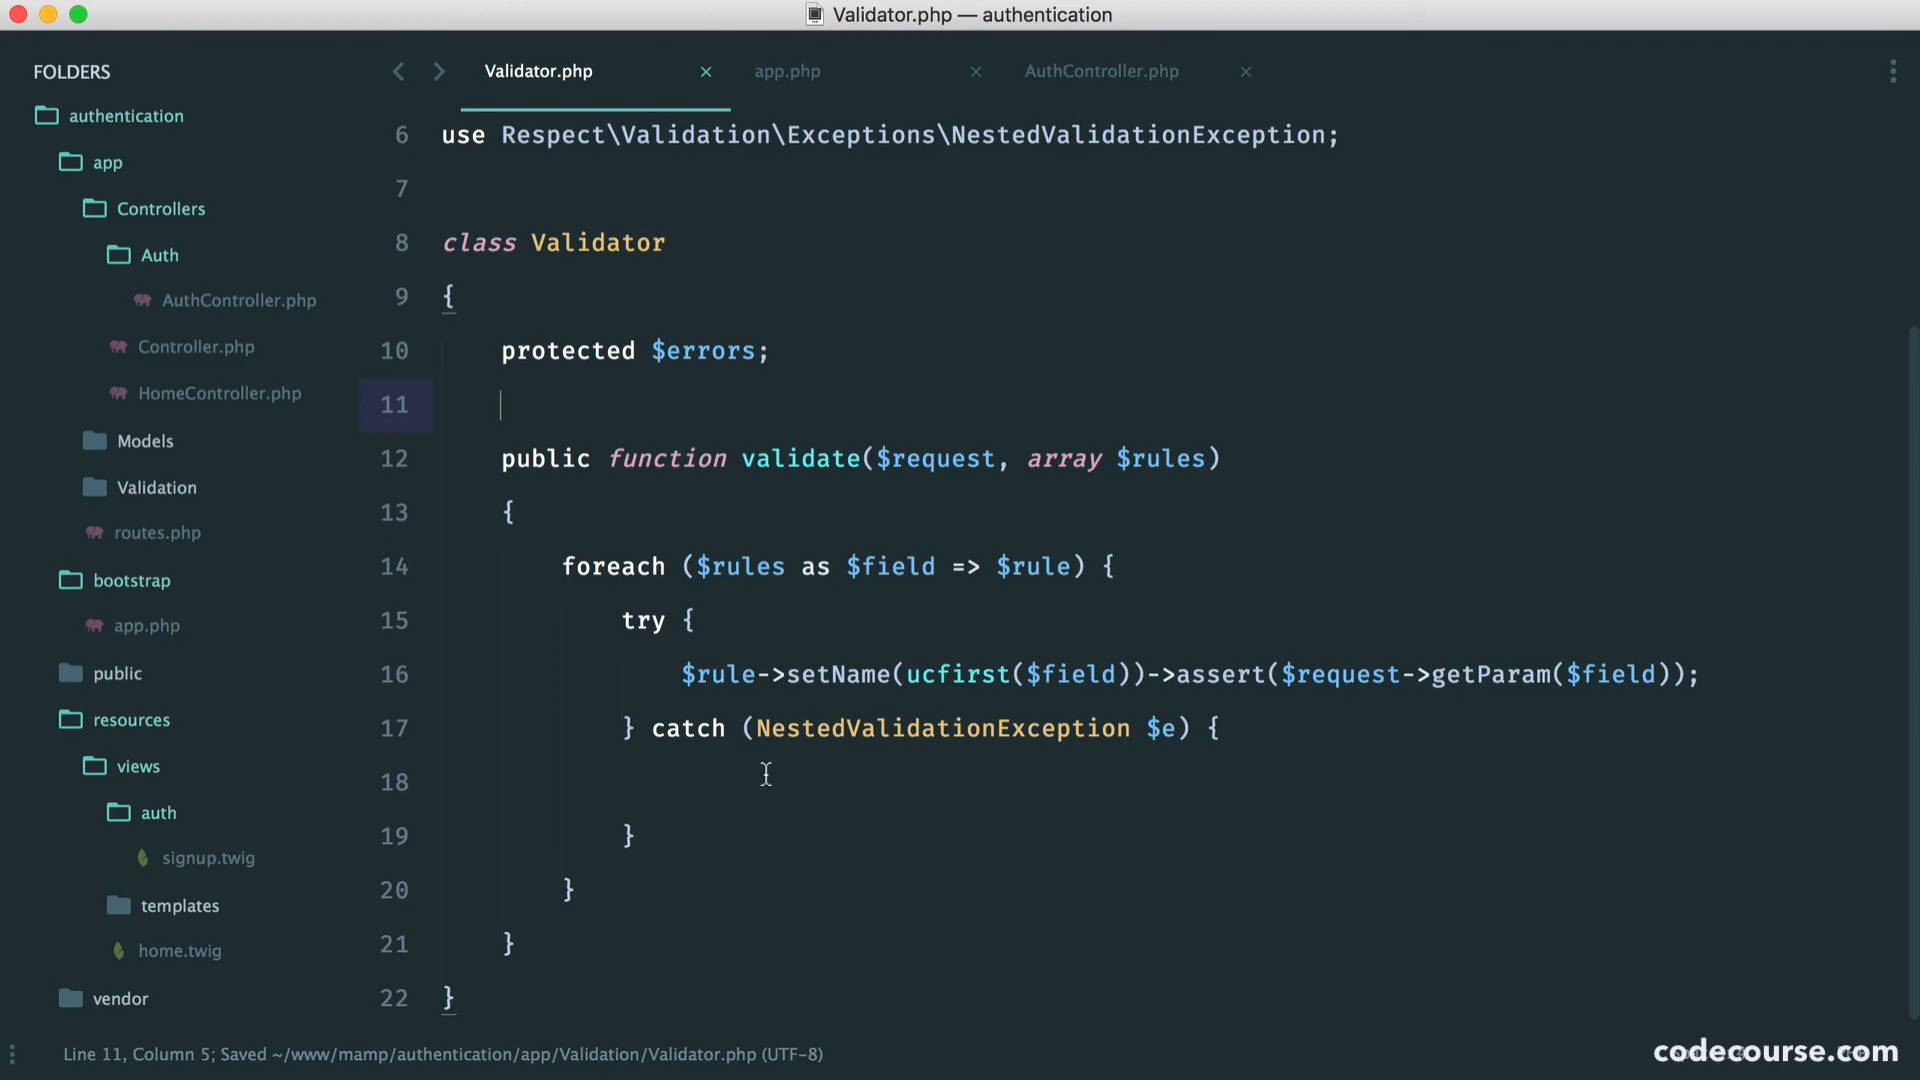 Validator.php — authentication
FOLDERS
authentication
app
Controllers
Auth
AuthController.php
Controller.php
HomeController.php
Models
Validation
routes.php
bootstrap
app.php
public
resources
views
auth
signup.twig
templates
home.twig
vendor
Validator.php × app.php × AuthController.php ×
6 use Respect\Validation\Exceptions\NestedValidationException;
7
8 class Validator
9 {
10 protected $errors;
11
12 public function validate($request, array $rules)
13 {
14 foreach ($rules as $field => $rule) {
15 try {
16 $rule->setName(ucfirst($field))->assert($request->getParam($field));
17 } catch (NestedValidationException $e) {
18
19 }
20 }
21 }
22 }
Line 11, Column 5; Saved ~/www/mamp/authentication/app/Validation/Validator.php (UTF-8)
codecourse.com